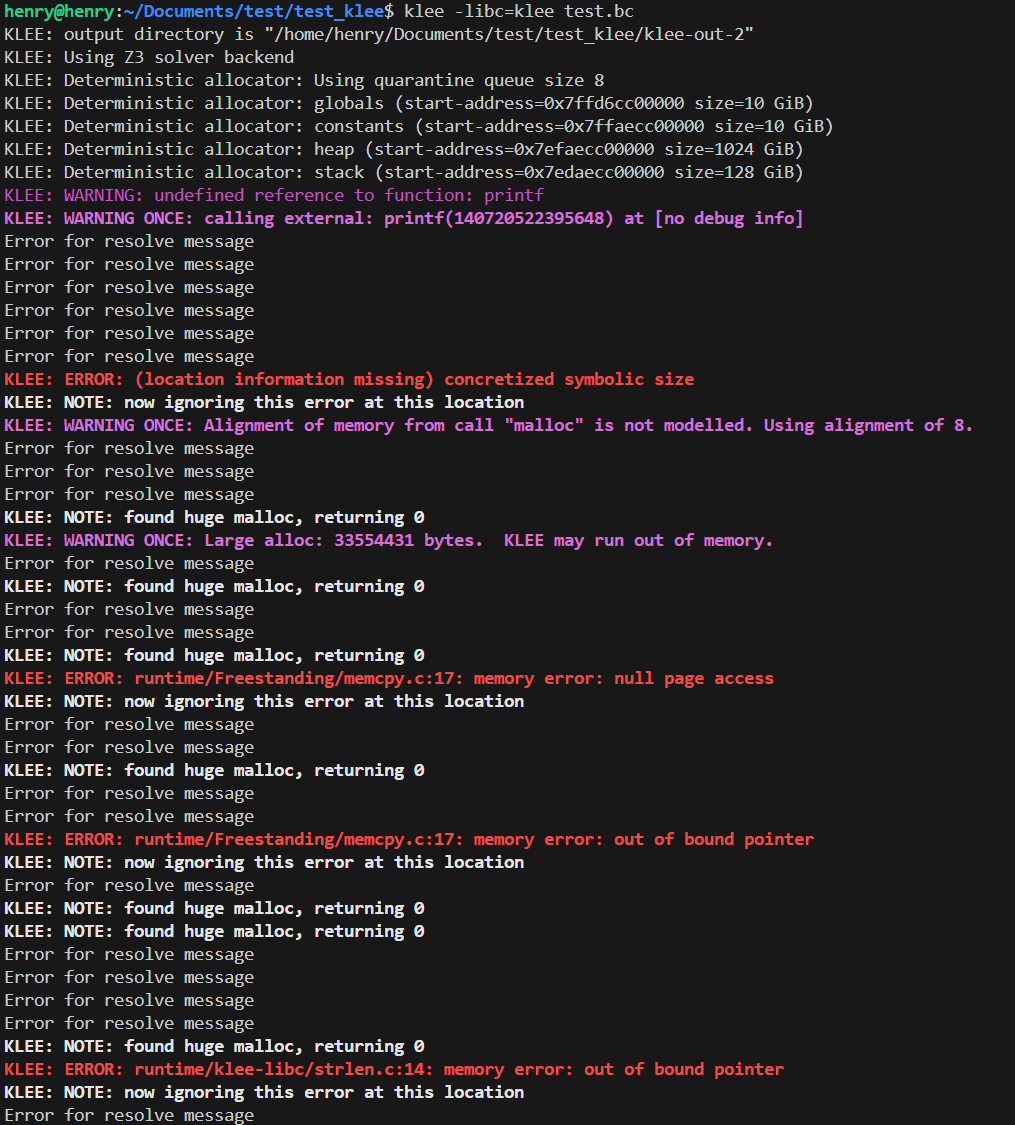 henry@henry:~/Documents/test/test_klee$ klee -libc=klee test.bc
KLEE: output directory is "/home/henry/Documents/test/test_klee/klee-out-2"
KLEE: Using Z3 solver backend
KLEE: Deterministic allocator: Using quarantine queue size 8
KLEE: Deterministic allocator: globals (start-address=0x7ffd6cc00000 size=10 GiB)
KLEE: Deterministic allocator: constants (start-address=0x7ffaecc00000 size=10 GiB)
KLEE: Deterministic allocator: heap (start-address=0x7efaecc00000 size=1024 GiB)
KLEE: Deterministic allocator: stack (start-address=0x7edaecc00000 size=128 GiB)
KLEE: WARNING: undefined reference to function: printf
KLEE: WARNING ONCE: calling external: printf(140720522395648) at [no debug info]
Error for resolve message
Error for resolve message
Error for resolve message
Error for resolve message
Error for resolve message
Error for resolve message
KLEE: ERROR: (location information missing) concretized symbolic size
KLEE: NOTE: now ignoring this error at this location
KLEE: WARNING ONCE: Alignment of memory from call "malloc" is not modelled. Using alignment of 8.
Error for resolve message
Error for resolve message
Error for resolve message
KLEE: NOTE: found huge malloc, returning 0
KLEE: WARNING ONCE: Large alloc: 33554431 bytes.  KLEE may run out of memory.
Error for resolve message
KLEE: NOTE: found huge malloc, returning 0
Error for resolve message
Error for resolve message
KLEE: NOTE: found huge malloc, returning 0
KLEE: ERROR: runtime/Freestanding/memcpy.c:17: memory error: null page access
KLEE: NOTE: now ignoring this error at this location
Error for resolve message
Error for resolve message
KLEE: NOTE: found huge malloc, returning 0
Error for resolve message
Error for resolve message
KLEE: ERROR: runtime/Freestanding/memcpy.c:17: memory error: out of bound pointer
KLEE: NOTE: now ignoring this error at this location
Error for resolve message
KLEE: NOTE: found huge malloc, returning 0
KLEE: NOTE: found huge malloc, returning 0
Error for resolve message
Error for resolve message
Error for resolve message
Error for resolve message
KLEE: NOTE: found huge malloc, returning 0
KLEE: ERROR: runtime/klee-libc/strlen.c:14: memory error: out of bound pointer
KLEE: NOTE: now ignoring this error at this location
Error for resolve message